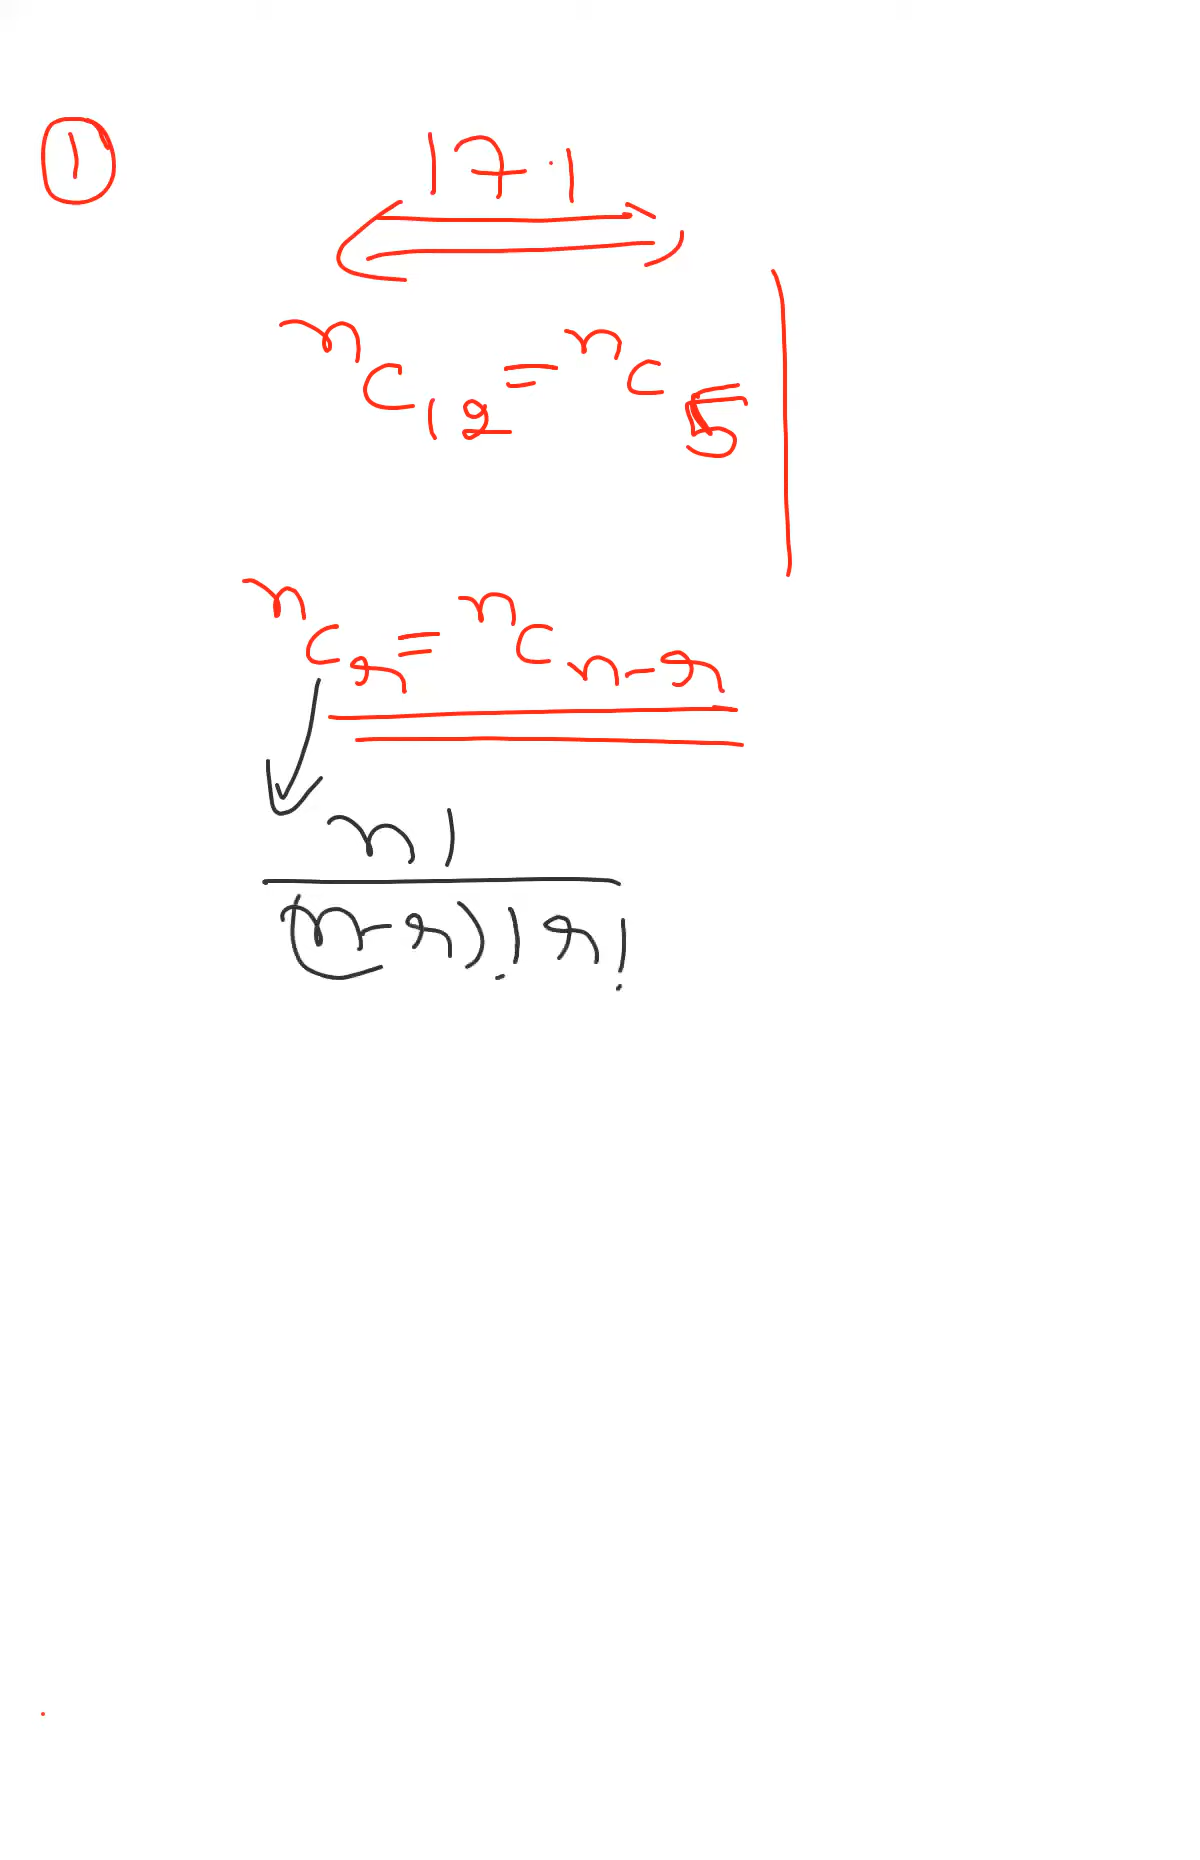 1
17.1
nC12 = nC5
nCr = nCn-r
n!
(n-r)! r!